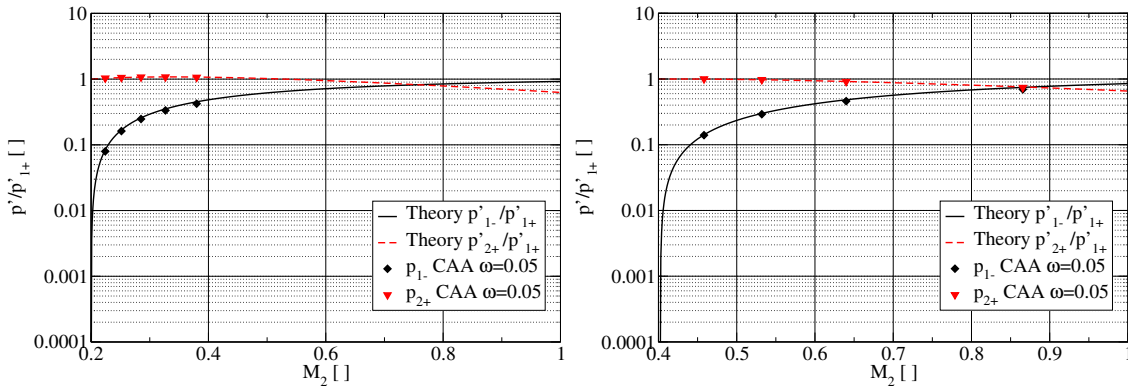 10
1
0.1
0.01
0.001
0.0001
p'/p'1+ [ ]
0.2
0.4
0.6
0.8
1
M2 [ ]
Theory p'1-/p'1+
Theory p'2+/p'1+
p1- CAA ω=0.05
p2+ CAA ω=0.05
10
1
0.1
0.01
0.001
0.0001
p'/p'1+ [ ]
0.4
0.5
0.6
0.7
0.8
0.9
1
M2 [ ]
Theory p'1-/p'1+
Theory p'2+/p'1+
p1- CAA ω=0.05
p2+ CAA ω=0.05